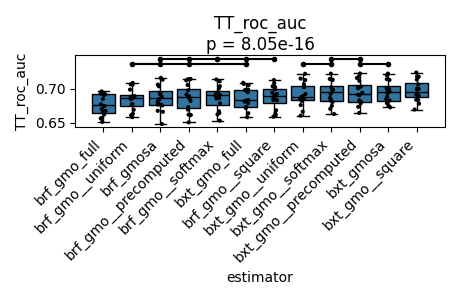 TT_roc_auc
p = 8.05e-16
TT_roc_auc
0.70
0.65
brf_gmo_full
brf_gmo__uniform
brf_gmosa
brf_gmo__precomputed
brf_gmo__softmax
bxt_gmo_full
brf_gmo__square
bxt_gmo__uniform
bxt_gmo__softmax
bxt_gmo__precomputed
bxt_gmosa
bxt_gmo__square
estimator